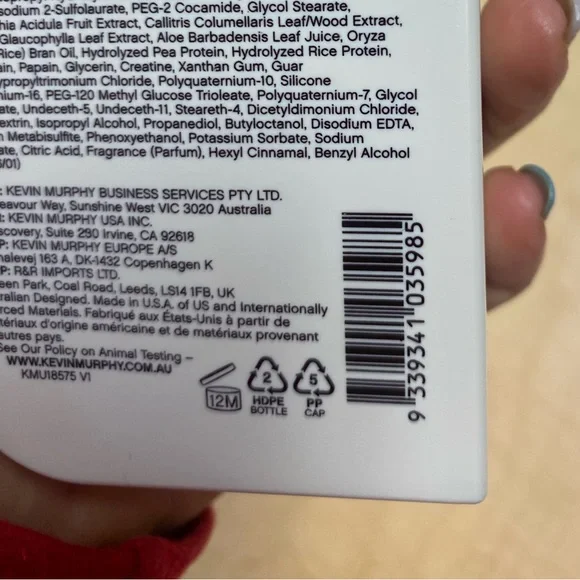 sodium 2-Sulfolaurate, PEG-2 Cocamide, Glycol Stearate,
Acidula Fruit Extract, Callitris Columellaris Leaf/Wood Extract,
Glaucophylla Leaf Extract, Aloe Barbadensis Leaf Juice, Oryza
Rice) Bran Oil, Hydrolyzed Pea Protein, Hydrolyzed Rice Protein,
Papain, Glycerin, Creatine, Xanthan Gum, Guar
ypropyltrimonium Chloride, Polyquaternium-10, Silicone
nium-16, PEG-120 Methyl Glucose Trioleate, Polyquaternium-7, Glycol
ate, Undeceth-5, Undeceth-11, Steareth-4, Dicetyldimonium Chloride,
extrin, Isopropyl Alcohol, Propanediol, Butyloctanol, Disodium EDTA,
Metabisulfite, Phenoxyethanol, Potassium Sorbate, Sodium
ate, Citric Acid, Fragrance (Parfum), Hexyl Cinnamal, Benzyl Alcohol
/01)
: KEVIN MURPHY BUSINESS SERVICES PTY LTD.
eavour Way, Sunshine West VIC 3020 Australia
: KEVIN MURPHY USA INC.
scovery, Suite 290 Irvine, CA 92618
P: KEVIN MURPHY EUROPE A/S
163 A, DK-1432 Copenhagen K
P: R&R IMPORTS LTD.
een Park, Coal Road, Leeds, LS14 1FB, UK
ralian Designed. Made in U.S.A. of US and Internationally
rced Materials. Fabriqué aux États-Unis à partir de
tériaux d'origine américaine et de matériaux provenant
autres pays.
See Our Policy on Animal Testing –
WWW.KEVINMURPHY.COM.AU
KMU18575 V1
12M
2
HDPE
BOTTLE
5
PP
CAP
9 339341 035985